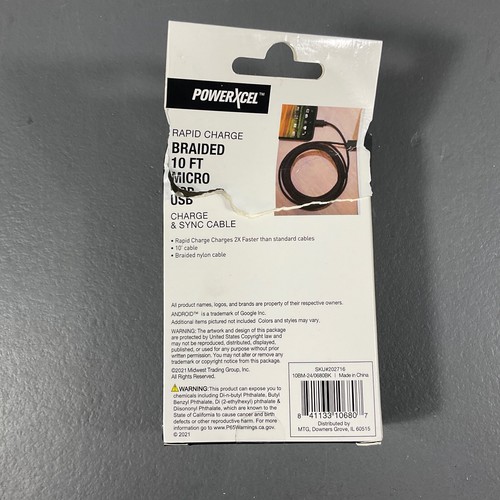 POWERXCEL™
RAPID CHARGE
BRAIDED
10 FT
MICRO
USB
CHARGE
& SYNC CABLE
• Rapid Charge Charges 2X Faster than standard cables
• 10' cable
• Braided nylon cable
All product names, logos, and brands are property of their respective owners.
ANDROID™ is a trademark of Google Inc.
Additional items pictured not included. Colors and styles may vary.
WARNING: The artwork and design of this package
are protected by United States Copyright law and
may not be reproduced, distributed, displayed,
published, or used for any purpose without prior
written permission. You may not alter or remove any
trademark or copyright notice from this package.
©2021 Midwest Trading Group, Inc.
All Rights Reserved.
WARNING: This product can expose you to
chemicals including Di-n-butyl Phthalate, Butyl
Benzyl Phthalate, Di (2-ethylhexyl) phthalate &
Diisononyl Phthalate, which are known to the
State of California to cause cancer and birth
defects or other reproductive harm. For more
information go to www.P65Warnings.ca.gov.
© 2021
SKU#202716
10BM-24/0680BK | Made in China
8 41133 10680 7
Distributed by
MTG, Downers Grove, IL 60515